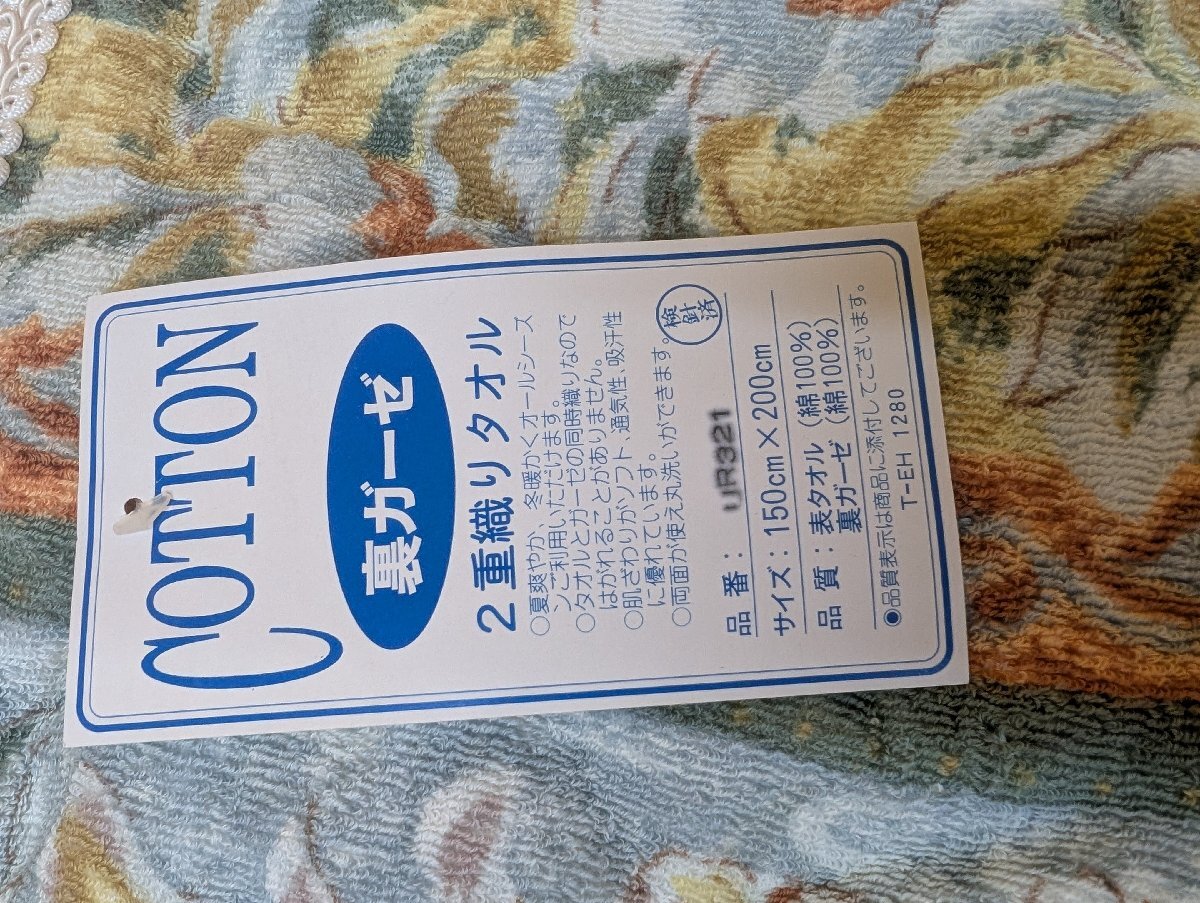 COTTON
裏ガーゼ
2重織りタオル
○夏爽やか、冬暖かくオールシーズ
ンご利用いただけます。
○タオルとガーゼの同時織りなので
はがれることがありません。
○肌ざわりがソフト、通気性、吸汗性
に優れています。
○両面が使え丸洗いができます。
検針済
品番: UR321
サイズ:150cm×200cm
品質:表タオル(綿100%)
裏ガーゼ(綿100%)
◉品質表示は商品に添付してございます。
T-EH 1280